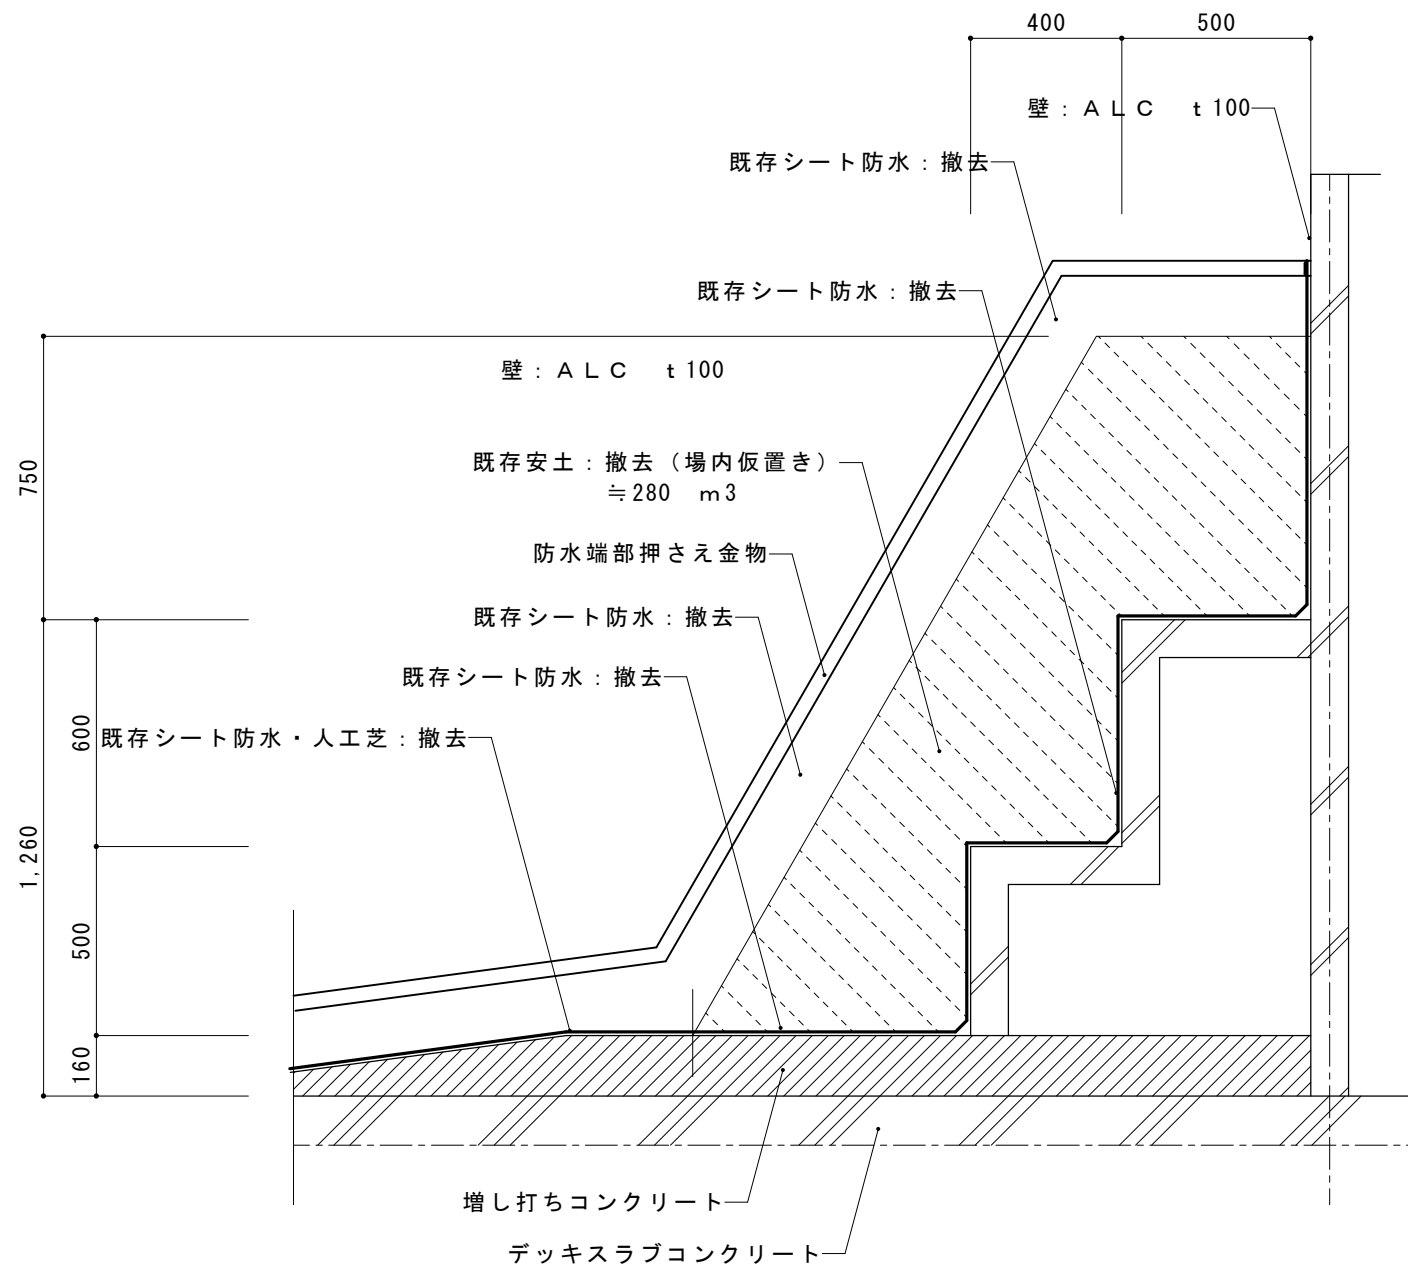 400
500
壁：ＡＬＣ　ｔ100
既存シート防水：撤去
既存シート防水：撤去
壁：ＡＬＣ　ｔ100
750
既存安土：撤去（場内仮置き）
≒280　ｍ3
防水端部押さえ金物
既存シート防水：撤去
既存シート防水：撤去
600
既存シート防水・人工芝：撤去
1,260
500
160
増し打ちコンクリート
デッキスラブコンクリート